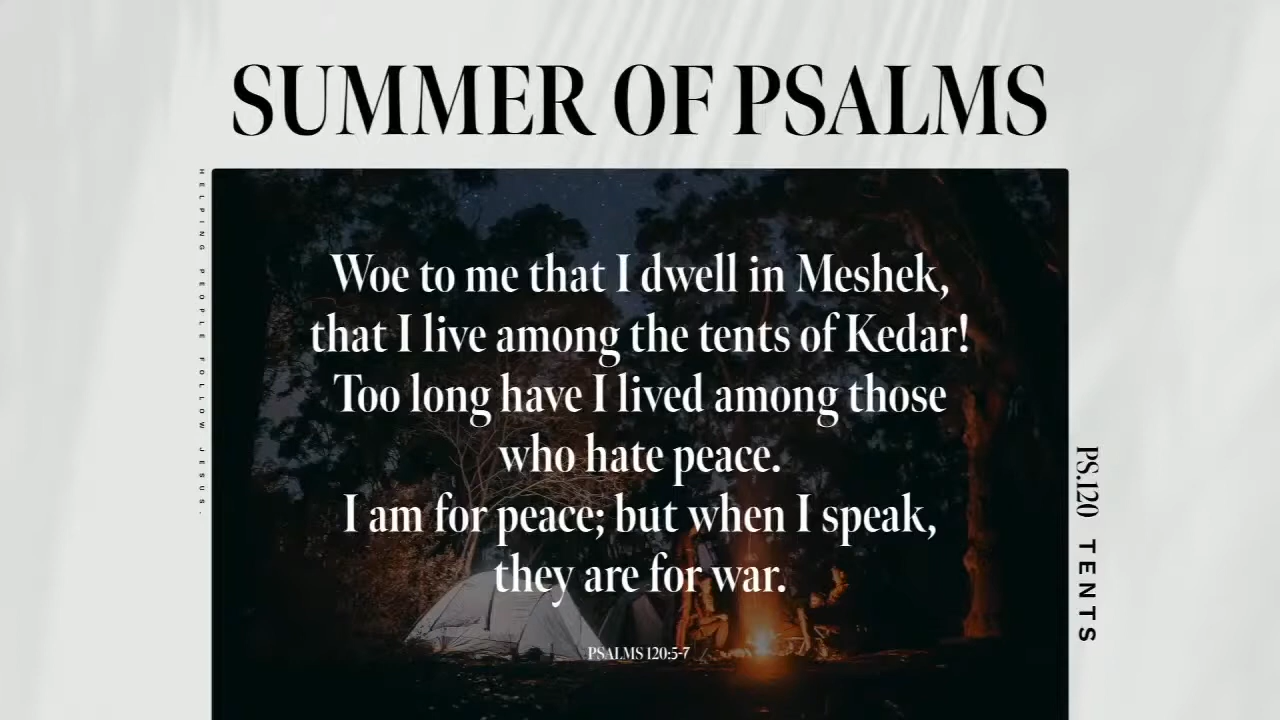 SUMMER OF PSALMS
HELPING PEOPLE FOLLOW JESUS.
Woe to me that I dwell in Meshek,
that I live among the tents of Kedar!
Too long have I lived among those
who hate peace.
I am for peace; but when I speak,
they are for war.
PSALMS 120:5-7
PS.120 TENTS